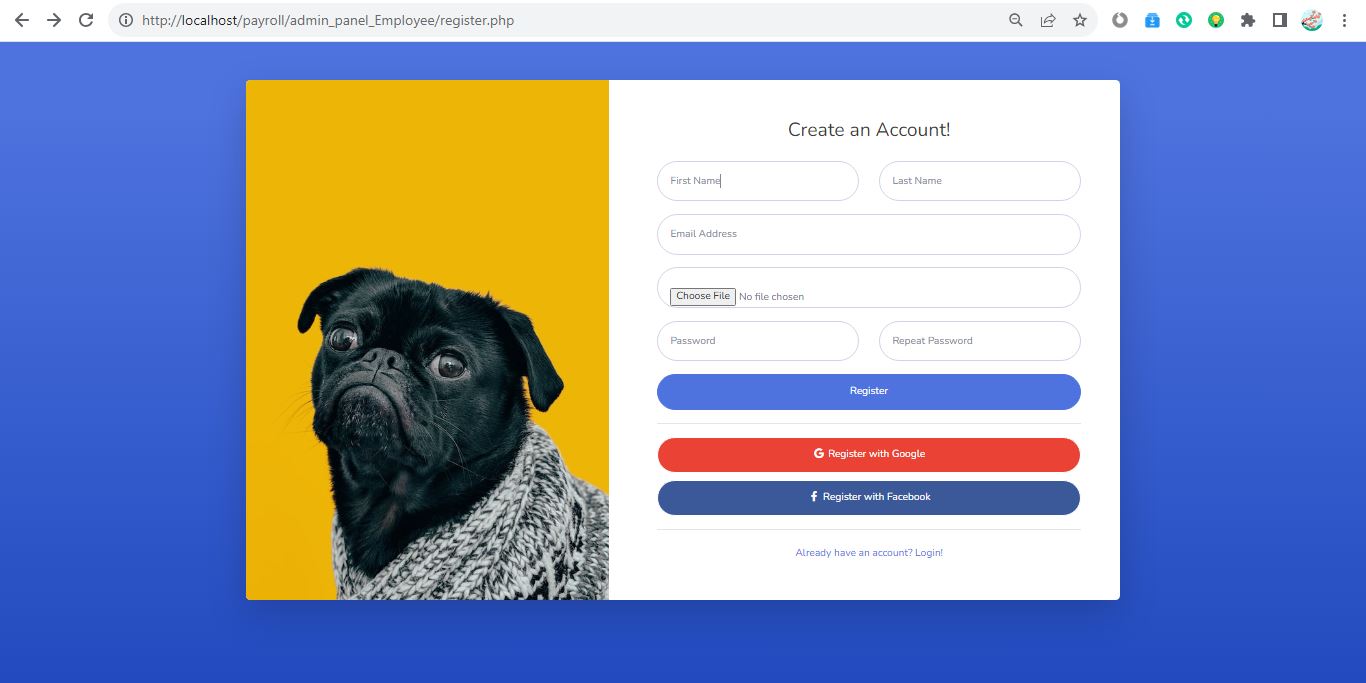 http://localhost/payroll/admin_panel_Employee/register.php
Create an Account!
First Name
Last Name
Email Address
Choose File No file chosen
Password
Repeat Password
Register
G Register with Google
f Register with Facebook
Already have an account? Login!